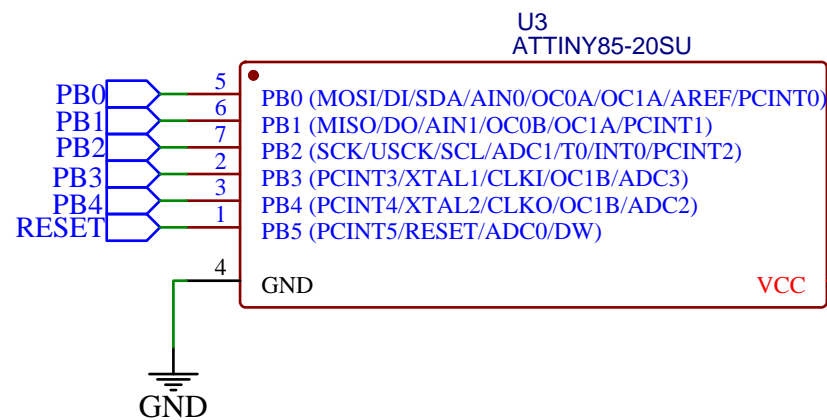 U3
ATTINY85-20SU
PB0 5 PB0 (MOSI/DI/SDA/AIN0/OC0A/OC1A/AREF/PCINT0)
PB1 6 PB1 (MISO/DO/AIN1/OC0B/OC1A/PCINT1)
PB2 7 PB2 (SCK/USCK/SCL/ADC1/T0/INT0/PCINT2)
PB3 2 PB3 (PCINT3/XTAL1/CLKI/OC1B/ADC3)
PB4 3 PB4 (PCINT4/XTAL2/CLKO/OC1B/ADC2)
RESET 1 PB5 (PCINT5/RESET/ADC0/DW)
4 GND VCC
GND